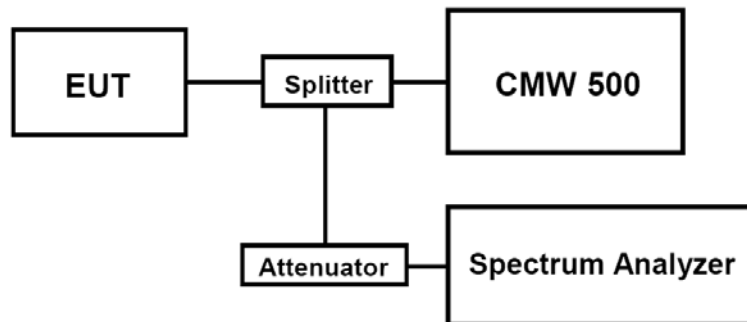 EUT
Splitter
CMW 500
Attenuator
Spectrum Analyzer